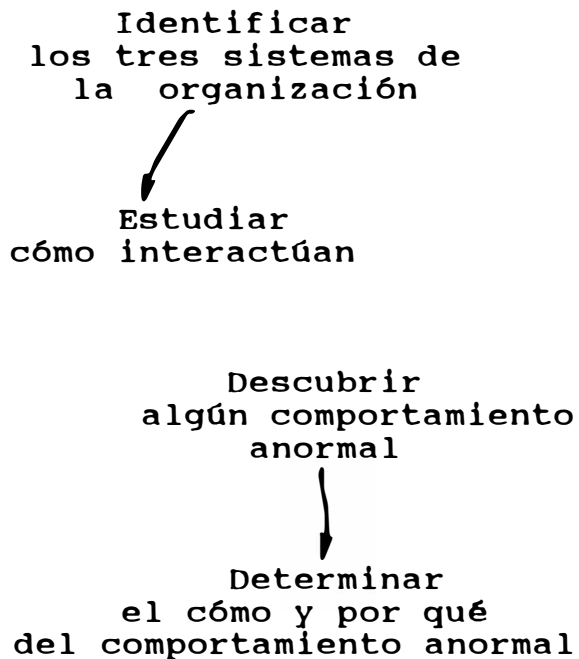 Identificar
los tres sistemas de
la organización
Estudiar
cómo interactúan
Descubrir
algún comportamiento
anormal
Determinar
el cómo y por qué
del comportamiento anormal